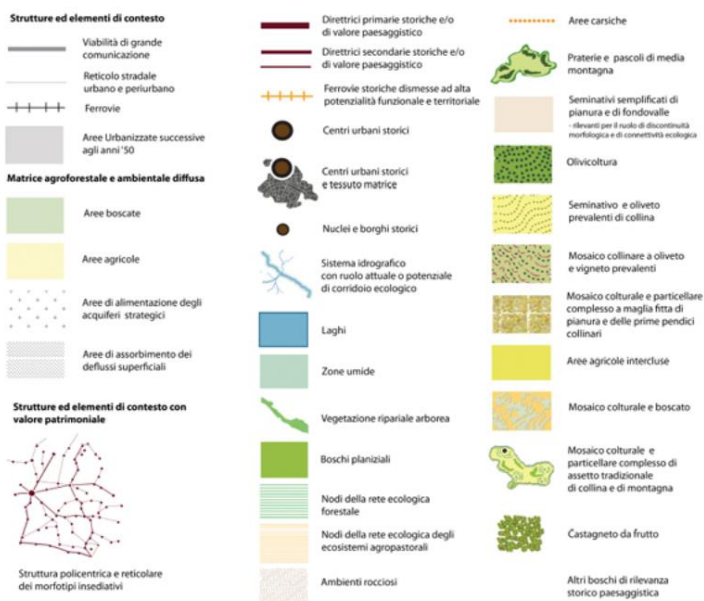 Strutture ed elementi di contesto
Viabilità di grande
comunicazione
Reticolo stradale
urbano e periurbano
Ferrovie
Aree Urbanizzate successive
agli anni '50
Matrice agroforestale e ambientale diffusa
Aree boscate
Aree agricole
Aree di alimentazione degli
acquiferi strategici
Aree di assorbimento dei
deflussi superficiali
Strutture ed elementi di contesto con
valore patrimoniale
Struttura policentrica e reticolare
dei morfotipi insediativi
Direttrici primarie storiche e/o
di valore paesaggistico
Direttrici secondarie storiche e/o
di valore paesaggistico
Ferrovie storiche dismesse ad alta
potenzialità funzionale e territoriale
Centri urbani storici
Centri urbani storici
e tessuto matrice
Nuclei e borghi storici
Sistema idrografico
con ruolo attuale o potenziale
di corridoio ecologico
Laghi
Zone umide
Vegetazione ripariale arborea
Boschi planiziali
Nodi della rete ecologica
forestale
Nodi della rete ecologica degli
ecosistemi agropastorali
Ambienti rocciosi
Aree carsiche
Praterie e pascoli di media
montagna
Seminativi semplificati di
pianura e di fondovalle
- rilevanti per il ruolo di discontinuità
morfologica e di connettività ecologica
Olivicoltura
Seminativo e oliveto
prevalenti di collina
Mosaico collinare a oliveto
e vigneto prevalenti
Mosaico colturale e particellare
complesso a maglia fitta di
pianura e delle prime pendici
collinari
Aree agricole intercluse
Mosaico colturale e boscato
Mosaico colturale e
particellare complesso di
assetto tradizionale
di collina e di montagna
Castagneto da frutto
Altri boschi di rilevanza
storico paesaggistica